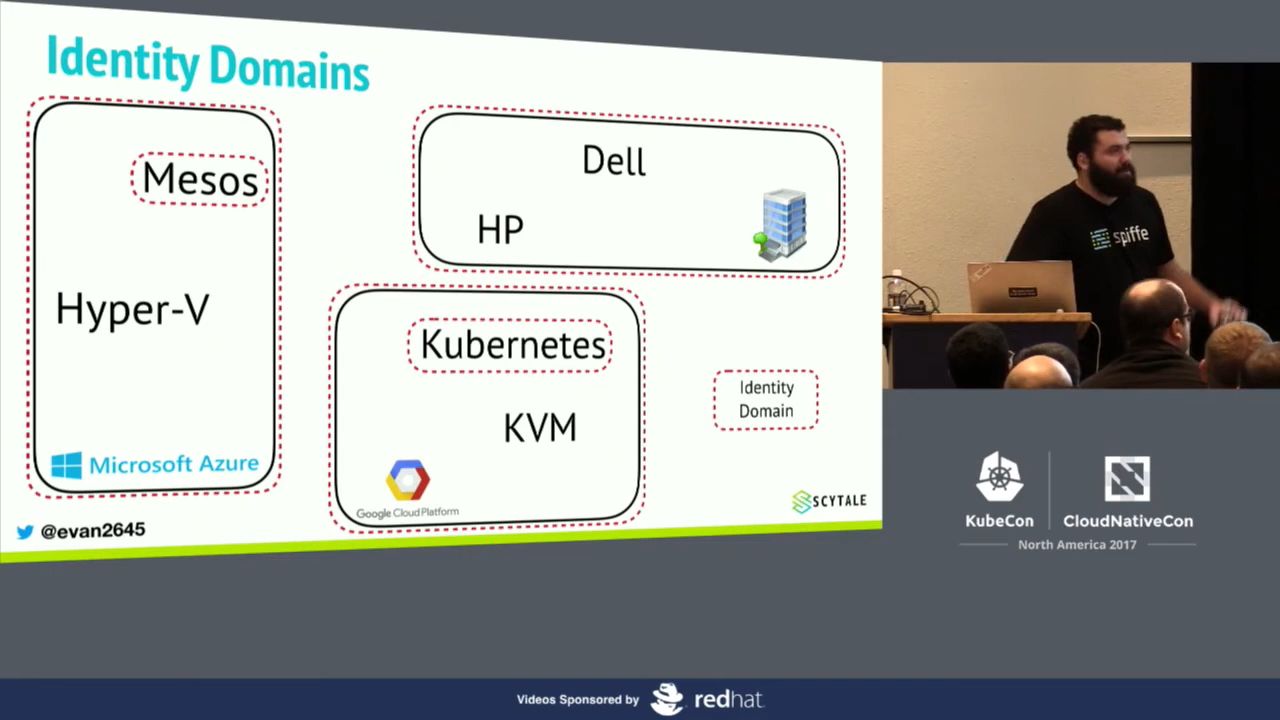 Identity Domains
Mesos
Hyper-V
Microsoft Azure
Dell
HP
Kubernetes
KVM
Google Cloud Platform
Identity
Domain
SCYTALE
@evan2645
spiffe
KubeCon
CloudNativeCon
North America 2017
Videos Sponsored by
redhat.